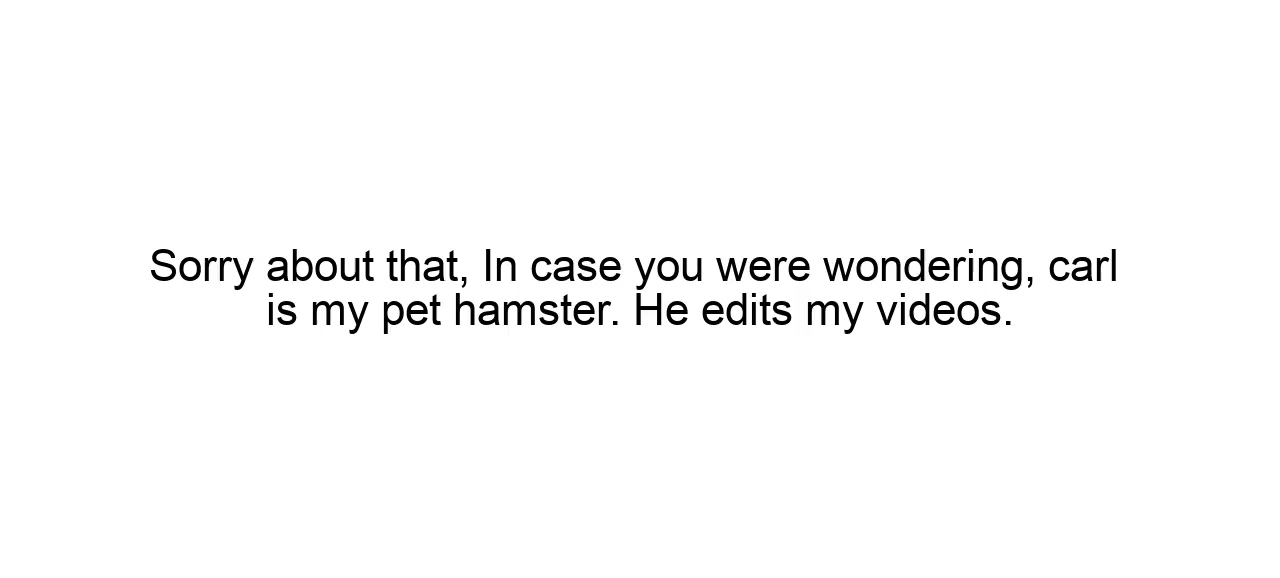 Sorry about that, In case you were wondering, carl
is my pet hamster. He edits my videos.